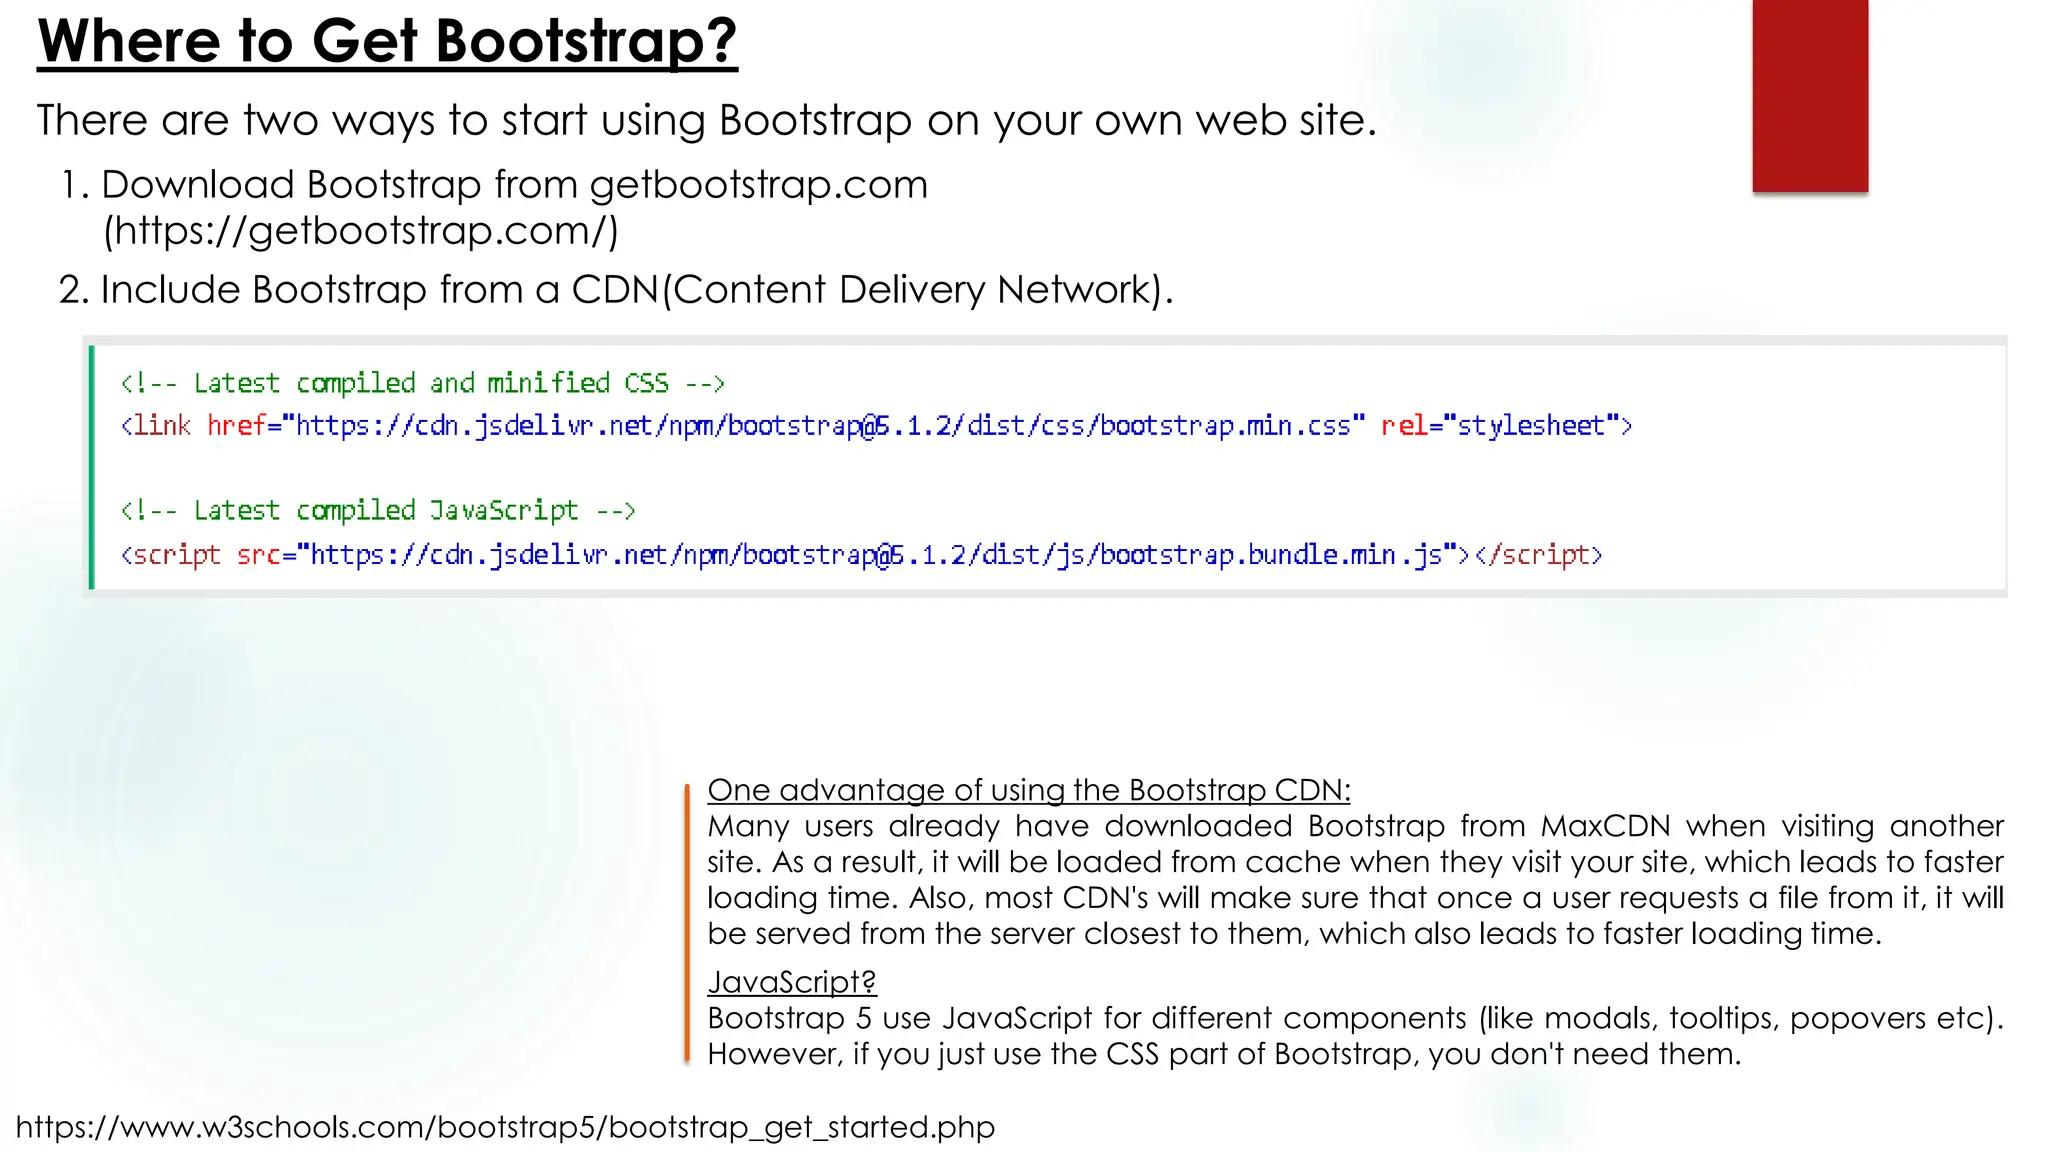 Where to Get Bootstrap?
There are two ways to start using Bootstrap on your own web site.
1. Download Bootstrap from getbootstrap.com
(https://getbootstrap.com/)
2. Include Bootstrap from a CDN(Content Delivery Network).
<!-- Latest compiled and minified CSS -->
<link href="https://cdn.jsdelivr.net/npm/bootstrap@5.1.2/dist/css/bootstrap.min.css" rel="stylesheet">
<!-- Latest compiled JavaScript -->
<script src="https://cdn.jsdelivr.net/npm/bootstrap@5.1.2/dist/js/bootstrap.bundle.min.js"></script>
One advantage of using the Bootstrap CDN:
Many users already have downloaded Bootstrap from MaxCDN when visiting another
site. As a result, it will be loaded from cache when they visit your site, which leads to faster
loading time. Also, most CDN's will make sure that once a user requests a file from it, it will
be served from the server closest to them, which also leads to faster loading time.
JavaScript?
Bootstrap 5 use JavaScript for different components (like modals, tooltips, popovers etc).
However, if you just use the CSS part of Bootstrap, you don't need them.
https://www.w3schools.com/bootstrap5/bootstrap_get_started.php